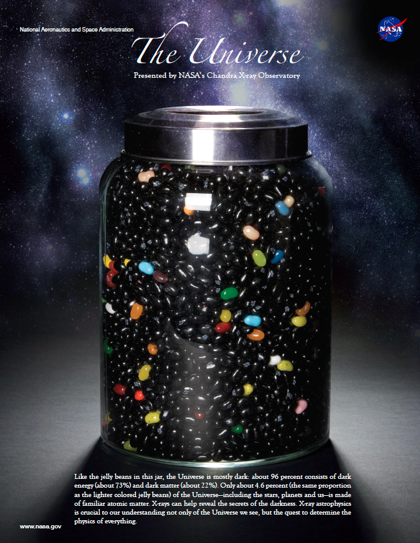 National Aeronautics and Space Administration
NASA
The Universe
Presented by NASA's Chandra X-ray Observatory
Like the jelly beans in this jar, the Universe is mostly dark: about 96 percent consists of dark
energy (about 73%) and dark matter (about 22%). Only about 4.6 percent (the same proportion
as the lighter colored jelly beans) of the Universe—including the stars, planets and us—is made
of familiar atomic matter. X-rays can help reveal the secrets of the darkness. X-ray astrophysics
is crucial to our understanding not only of the Universe we see, but the quest to determine the
physics of everything.
www.nasa.gov